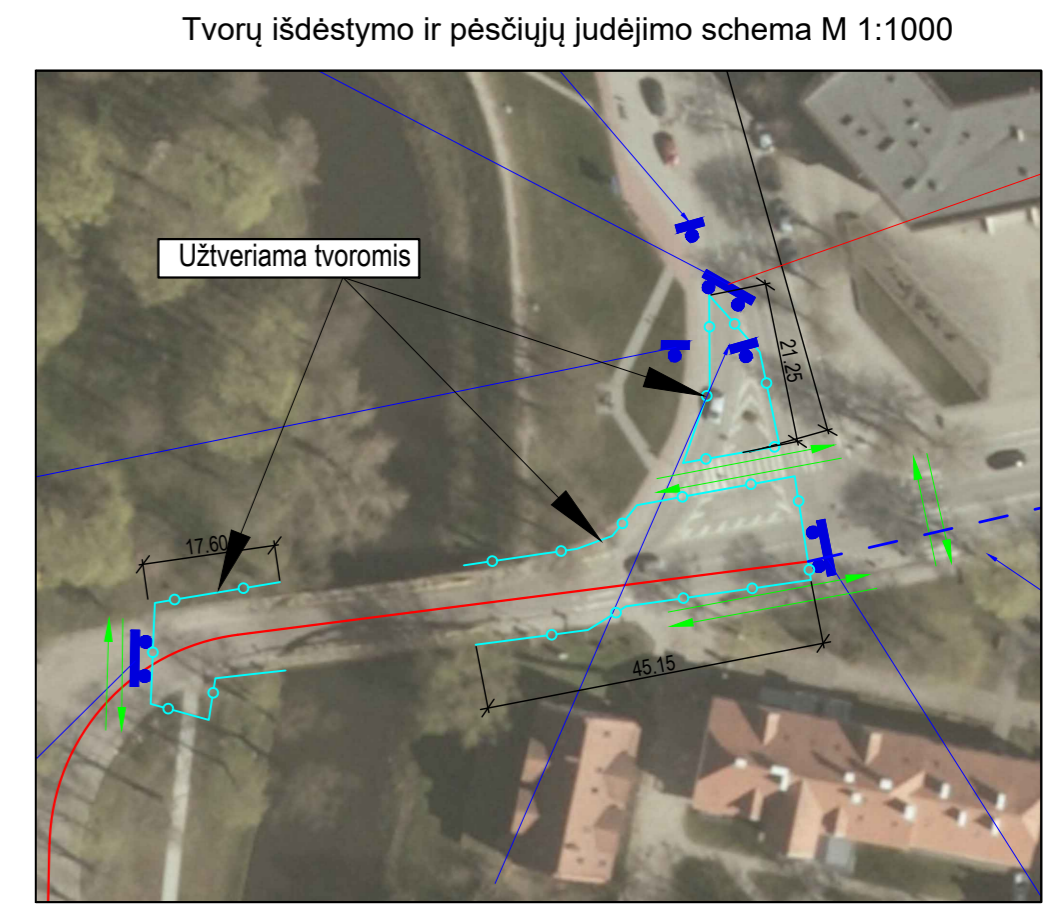 Tvorų išdėstymo ir pėsčiųjų judėjimo schema M 1:1000
Užtveriama tvoromis
21.25
17.60
45.15